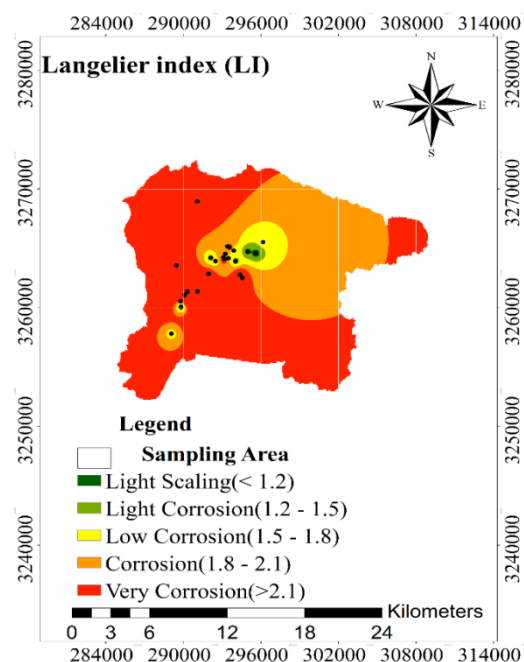 284000 290000 296000 302000 308000 314000
Langelier index (LI)
N
W E
S
3280000 3280000
3270000 3270000
3260000 3260000
3250000 3250000
3240000 3240000
Legend
Sampling Area
Light Scaling(< 1.2)
Light Corrosion(1.2 - 1.5)
Low Corrosion(1.5 - 1.8)
Corrosion(1.8 - 2.1)
Very Corrosion(>2.1)
Kilometers
0 3 6 12 18 24
284000 290000 296000 302000 308000 314000